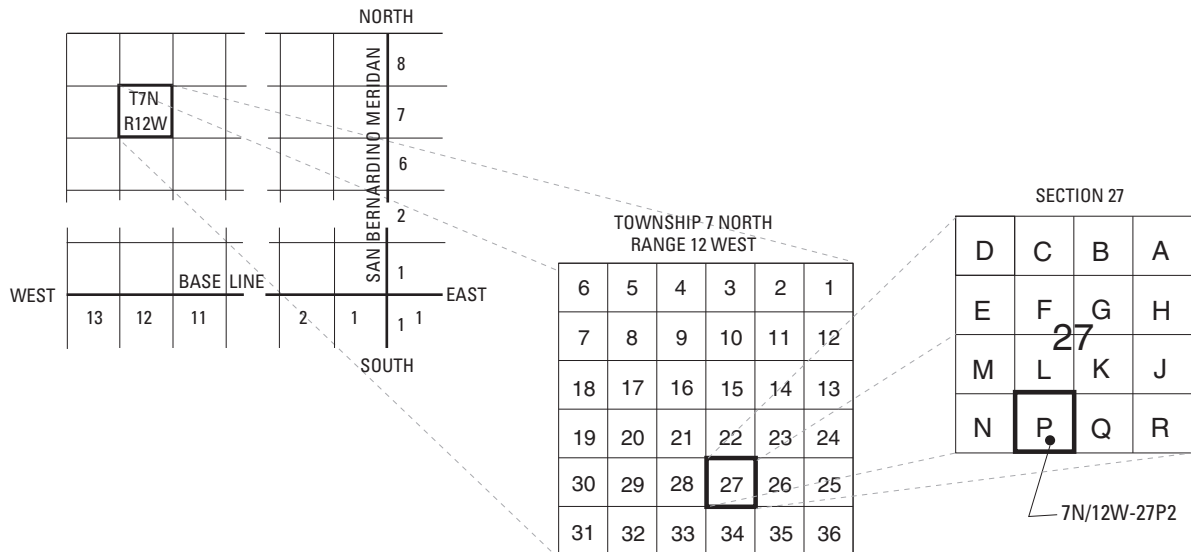 NORTH
SAN BERNARDINO MERIDAN
8
T7N
R12W
7
6
2
1
WEST
BASE LINE
EAST
13 12 11 2 1 1 1
SOUTH
TOWNSHIP 7 NORTH
RANGE 12 WEST
6 5 4 3 2 1
7 8 9 10 11 12
18 17 16 15 14 13
19 20 21 22 23 24
30 29 28 27 26 25
31 32 33 34 35 36
SECTION 27
D C B A
E F G H
27
M L K J
N P Q R
7N/12W-27P2